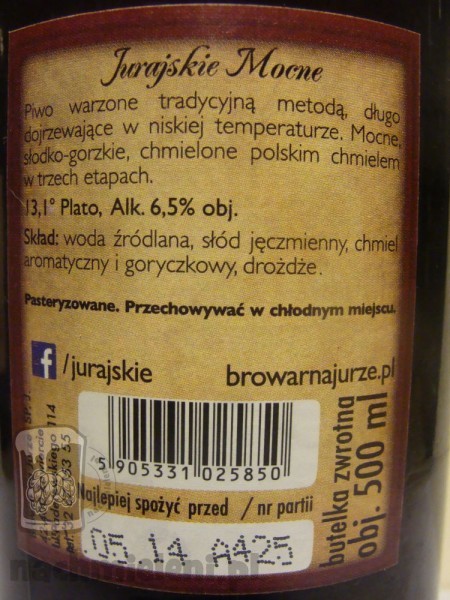 Jurajskie Mocne
Piwo warzone tradycyjną metodą, długo
dojrzewające w niskiej temperaturze. Mocne,
słodko-gorzkie, chmielone polskim chmielem
w trzech etapach.
13,1° Plato, Alk. 6,5% obj.
Skład: woda źródlana, słód jęczmienny, chmiel
aromatyczny i goryczkowy, drożdże.
Pasteryzowane. Przechowywać w chłodnym miejscu.
f /jurajskie
browarnajurze.pl
5 905331 025850
Najlepiej spożyć przed / nr partii
.05 14 A425
butelka zwrotna
obj. 500 ml
114
nachmieleni.pl